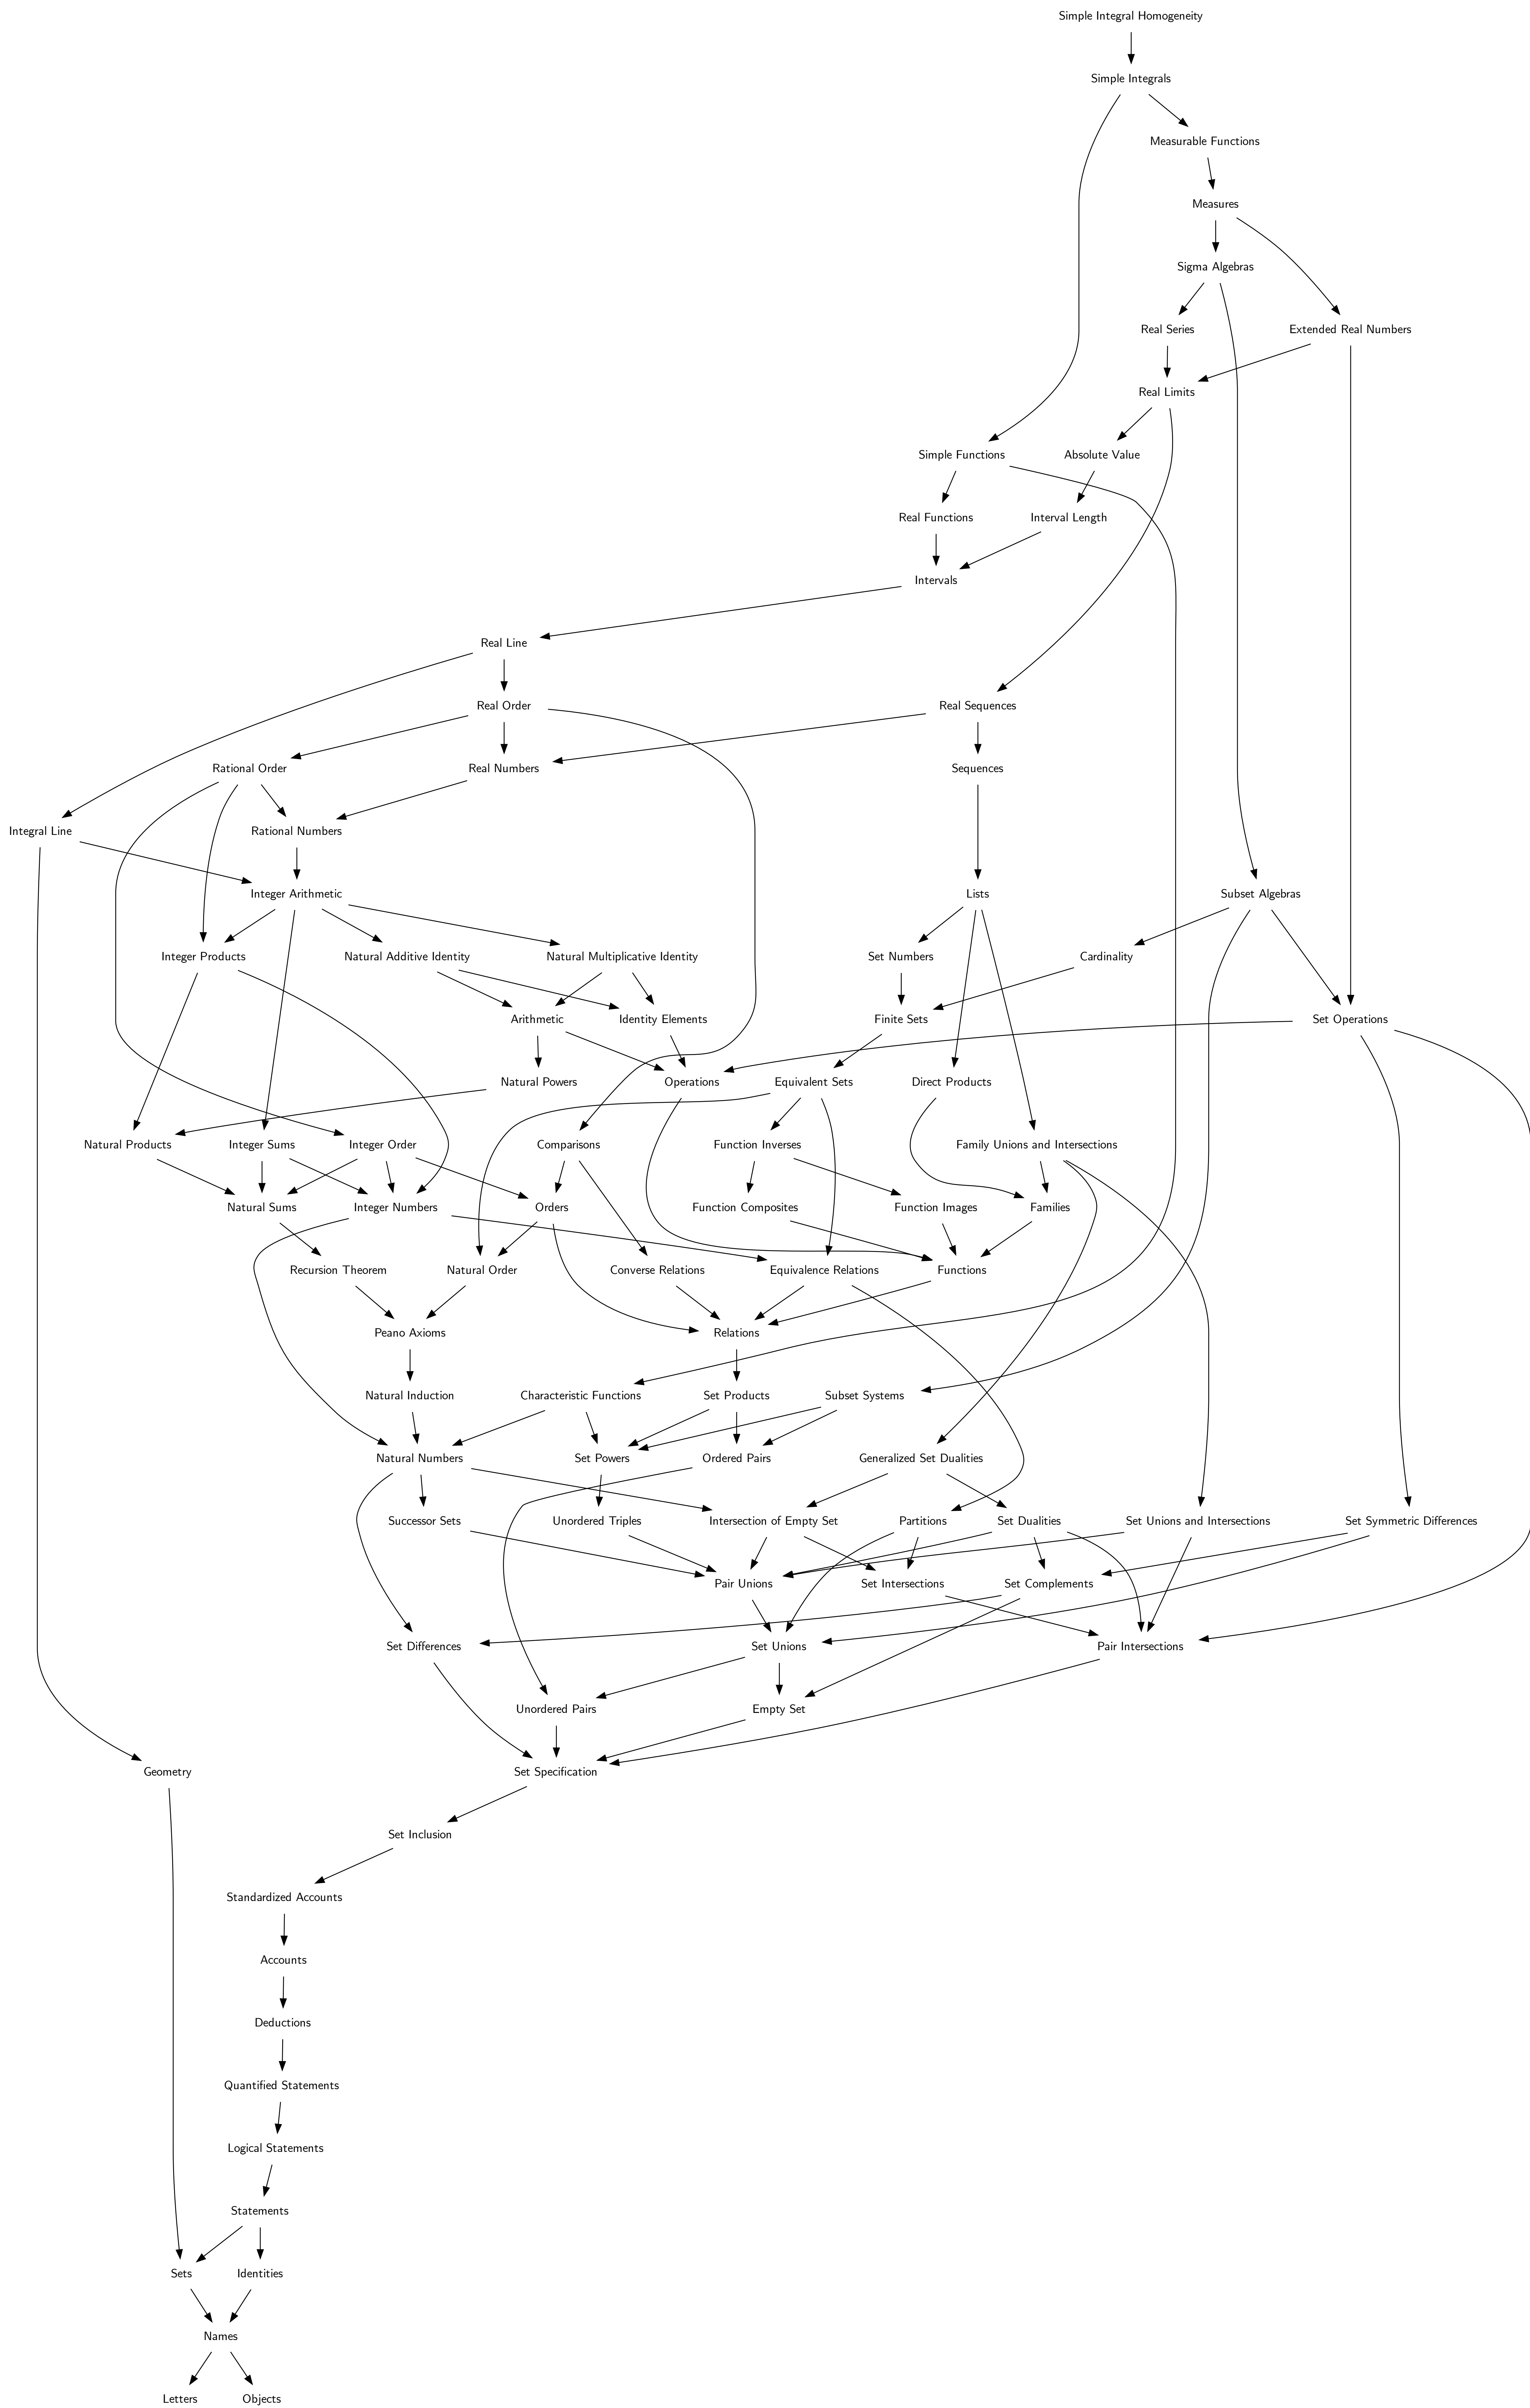 Simple Integral Homogeneity
Simple Integrals
Measurable Functions
Measures
Sigma Algebras
Real Series
Extended Real Numbers
Real Limits
Simple Functions
Absolute Value
Real Functions
Interval Length
Intervals
Real Line
Real Order
Real Sequences
Rational Order
Real Numbers
Sequences
Integral Line
Rational Numbers
Integer Arithmetic
Lists
Subset Algebras
Integer Products
Natural Additive Identity
Natural Multiplicative Identity
Set Numbers
Cardinality
Arithmetic
Identity Elements
Finite Sets
Set Operations
Natural Powers
Operations
Equivalent Sets
Direct Products
Natural Products
Integer Sums
Integer Order
Comparisons
Function Inverses
Family Unions and Intersections
Natural Sums
Integer Numbers
Orders
Function Composites
Function Images
Families
Recursion Theorem
Natural Order
Converse Relations
Equivalence Relations
Functions
Peano Axioms
Relations
Natural Induction
Characteristic Functions
Set Products
Subset Systems
Natural Numbers
Set Powers
Ordered Pairs
Generalized Set Dualities
Successor Sets
Unordered Triples
Intersection of Empty Set
Partitions
Set Dualities
Set Unions and Intersections
Set Symmetric Differences
Pair Unions
Set Intersections
Set Complements
Set Differences
Set Unions
Pair Intersections
Unordered Pairs
Empty Set
Geometry
Set Specification
Set Inclusion
Standardized Accounts
Accounts
Deductions
Quantified Statements
Logical Statements
Statements
Sets
Identities
Names
Letters
Objects